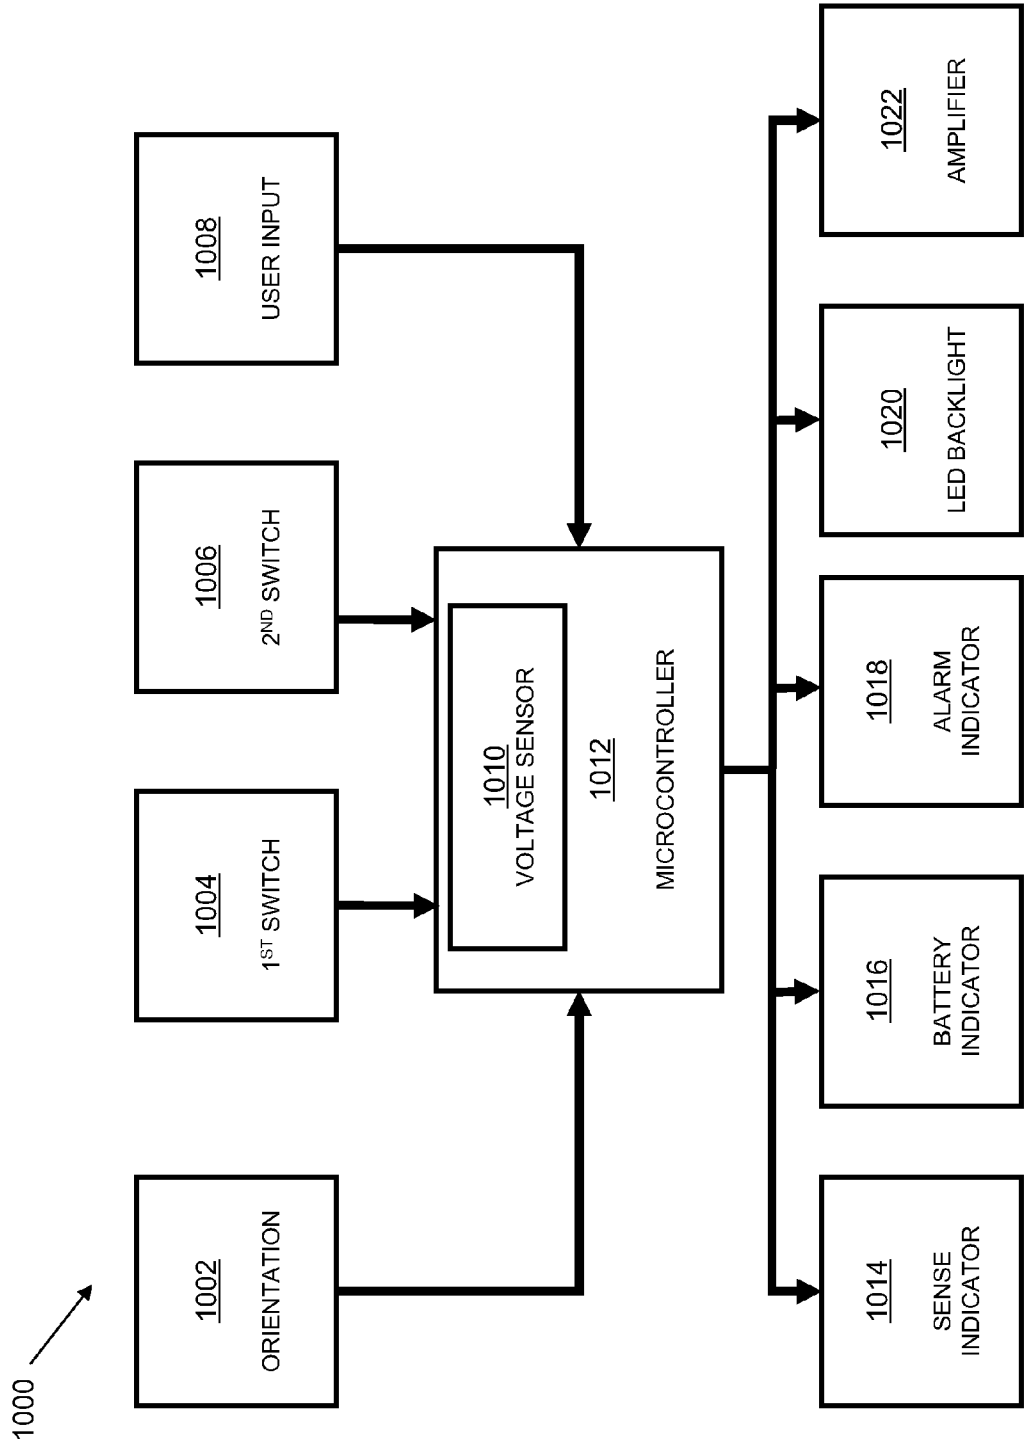 1000
1002
ORIENTATION
1004
1ST SWITCH
1006
2ND SWITCH
1008
USER INPUT
1010
VOLTAGE SENSOR
1012
MICROCONTROLLER
1014
SENSE
INDICATOR
1016
BATTERY
INDICATOR
1018
ALARM
INDICATOR
1020
LED BACKLIGHT
1022
AMPLIFIER